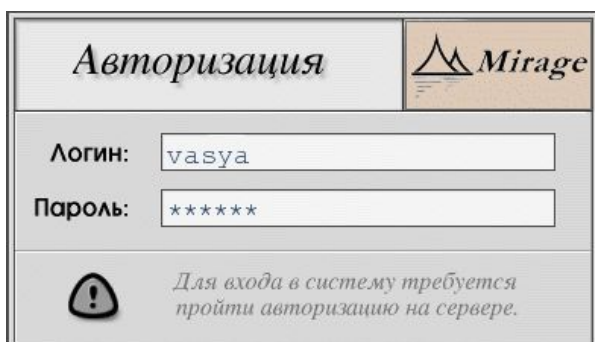 Авторизация
Mirage
Логин: vasya
Пароль: ******
Для входа в систему требуется
пройти авторизацию на сервере.